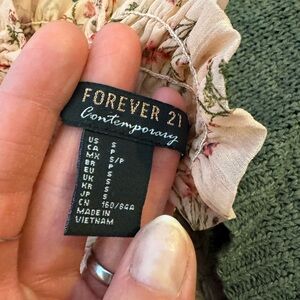 FOREVER 21
Contemporary
US S
CA P
MX S/P
BR P
EU S
UK S
KR S
JP S
CN 160/84A
MADE IN
VIETNAM